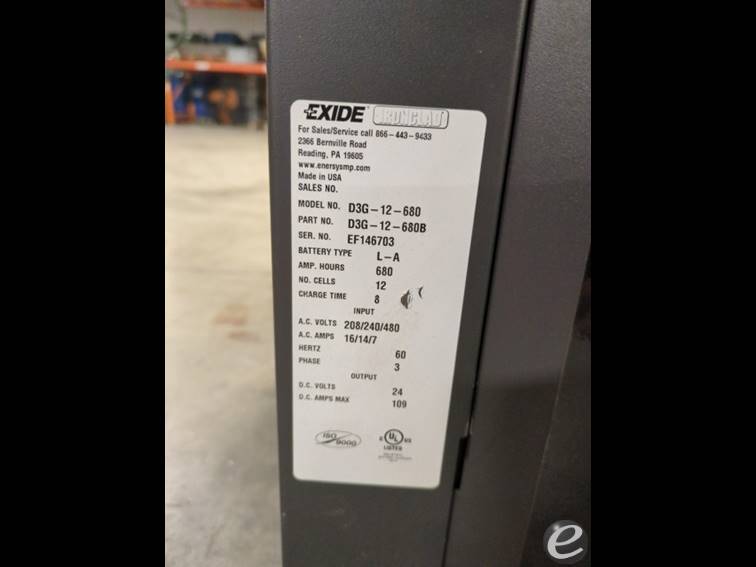 EXIDE IRONCLAD
For Sales/Service call 866-443-9433
2366 Bernville Road
Reading, PA 19605
www.enersysmp.com
Made in USA
SALES NO.
MODEL NO. D3G-12-680
PART NO. D3G-12-680B
SER. NO. EF146703
BATTERY TYPE L-A
AMP. HOURS 680
NO. CELLS 12
CHARGE TIME 8
INPUT
A.C. VOLTS 208/240/480
A.C. AMPS 16/14/7
HERTZ 60
PHASE 3
OUTPUT
D.C. VOLTS 24
D.C. AMPS MAX 109
ISO 9000
C UL US
LISTED
e